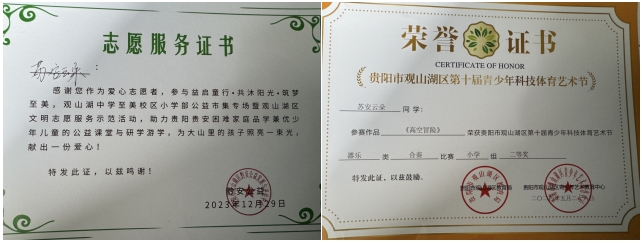 志愿服务证书
苏安云朵
感谢您作为爱心志愿者，参与益启童行·共沐阳光·筑梦
至美，观山湖中学至美校区小学部公益市集专场暨观山湖区
文明志愿服务示范活动，助力贵阳贵安困难家庭品学兼优少
年儿童的公益课堂与研学游学，为大山里的孩子照亮一束光，
献出一份爱心！
特发此证，以兹鸣谢！
2023年12月29日
荣誉证书
CERTIFICATE OF HONOR
贵阳市观山湖区第十届青少年科技体育艺术节
苏安云朵 同学：
参赛作品《高空冒险》荣获贵阳市观山湖区第十届青少年科技体育艺术节
器乐 类 合奏 比赛 小学 组 二等奖
特发此证，以兹鼓励。